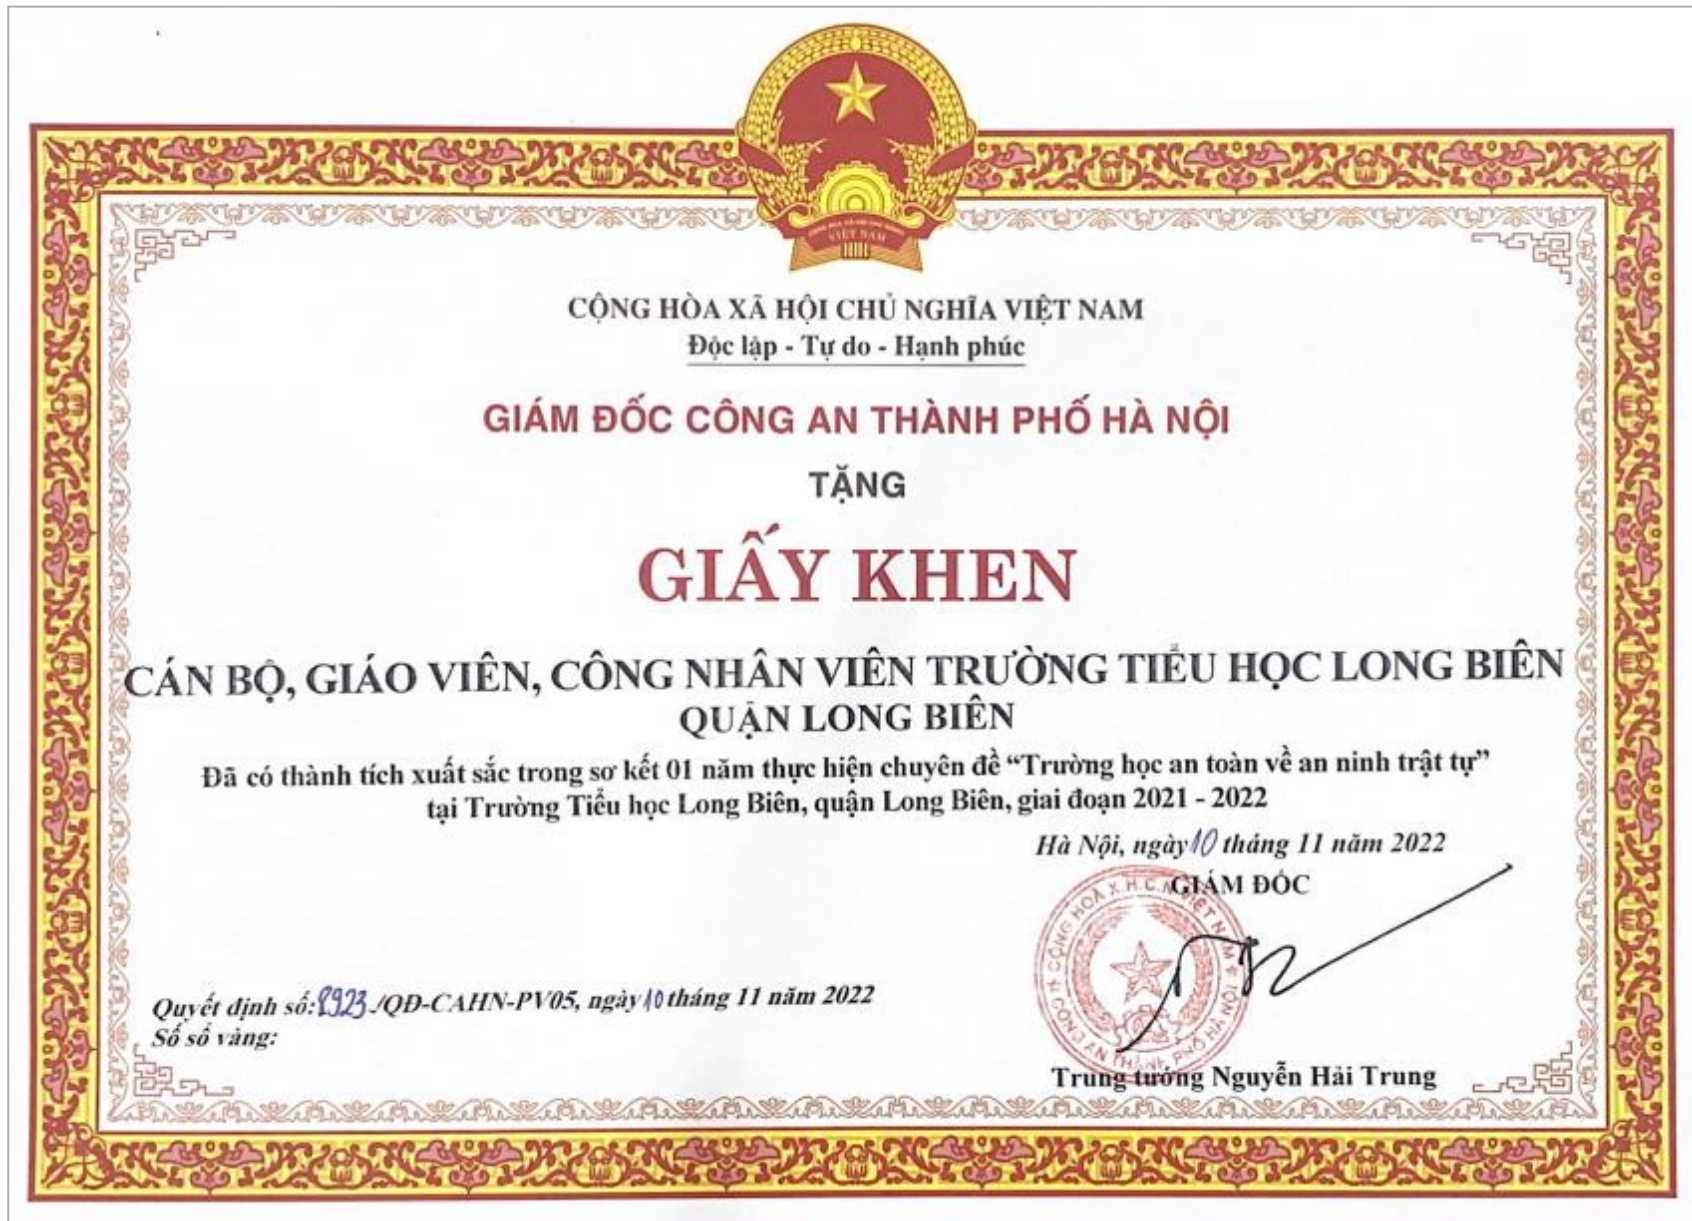 CỘNG HÒA XÃ HỘI CHỦ NGHĨA VIỆT NAM
Độc lập - Tự do - Hạnh phúc
GIÁM ĐỐC CÔNG AN THÀNH PHỐ HÀ NỘI
TẶNG
GIẤY KHEN
CÁN BỘ, GIÁO VIÊN, CÔNG NHÂN VIÊN TRƯỜNG TIỂU HỌC LONG BIÊN
QUẬN LONG BIÊN
Đã có thành tích xuất sắc trong sơ kết 01 năm thực hiện chuyên đề “Trường học an toàn về an ninh trật tự”
tại Trường Tiểu học Long Biên, quận Long Biên, giai đoạn 2021 - 2022
Hà Nội, ngày 10 tháng 11 năm 2022
GIÁM ĐỐC
Quyết định số: 8923./QĐ-CAHN-PV05, ngày 10 tháng 11 năm 2022
Số sổ vàng:
Trung tướng Nguyễn Hải Trung
VIỆT NAM